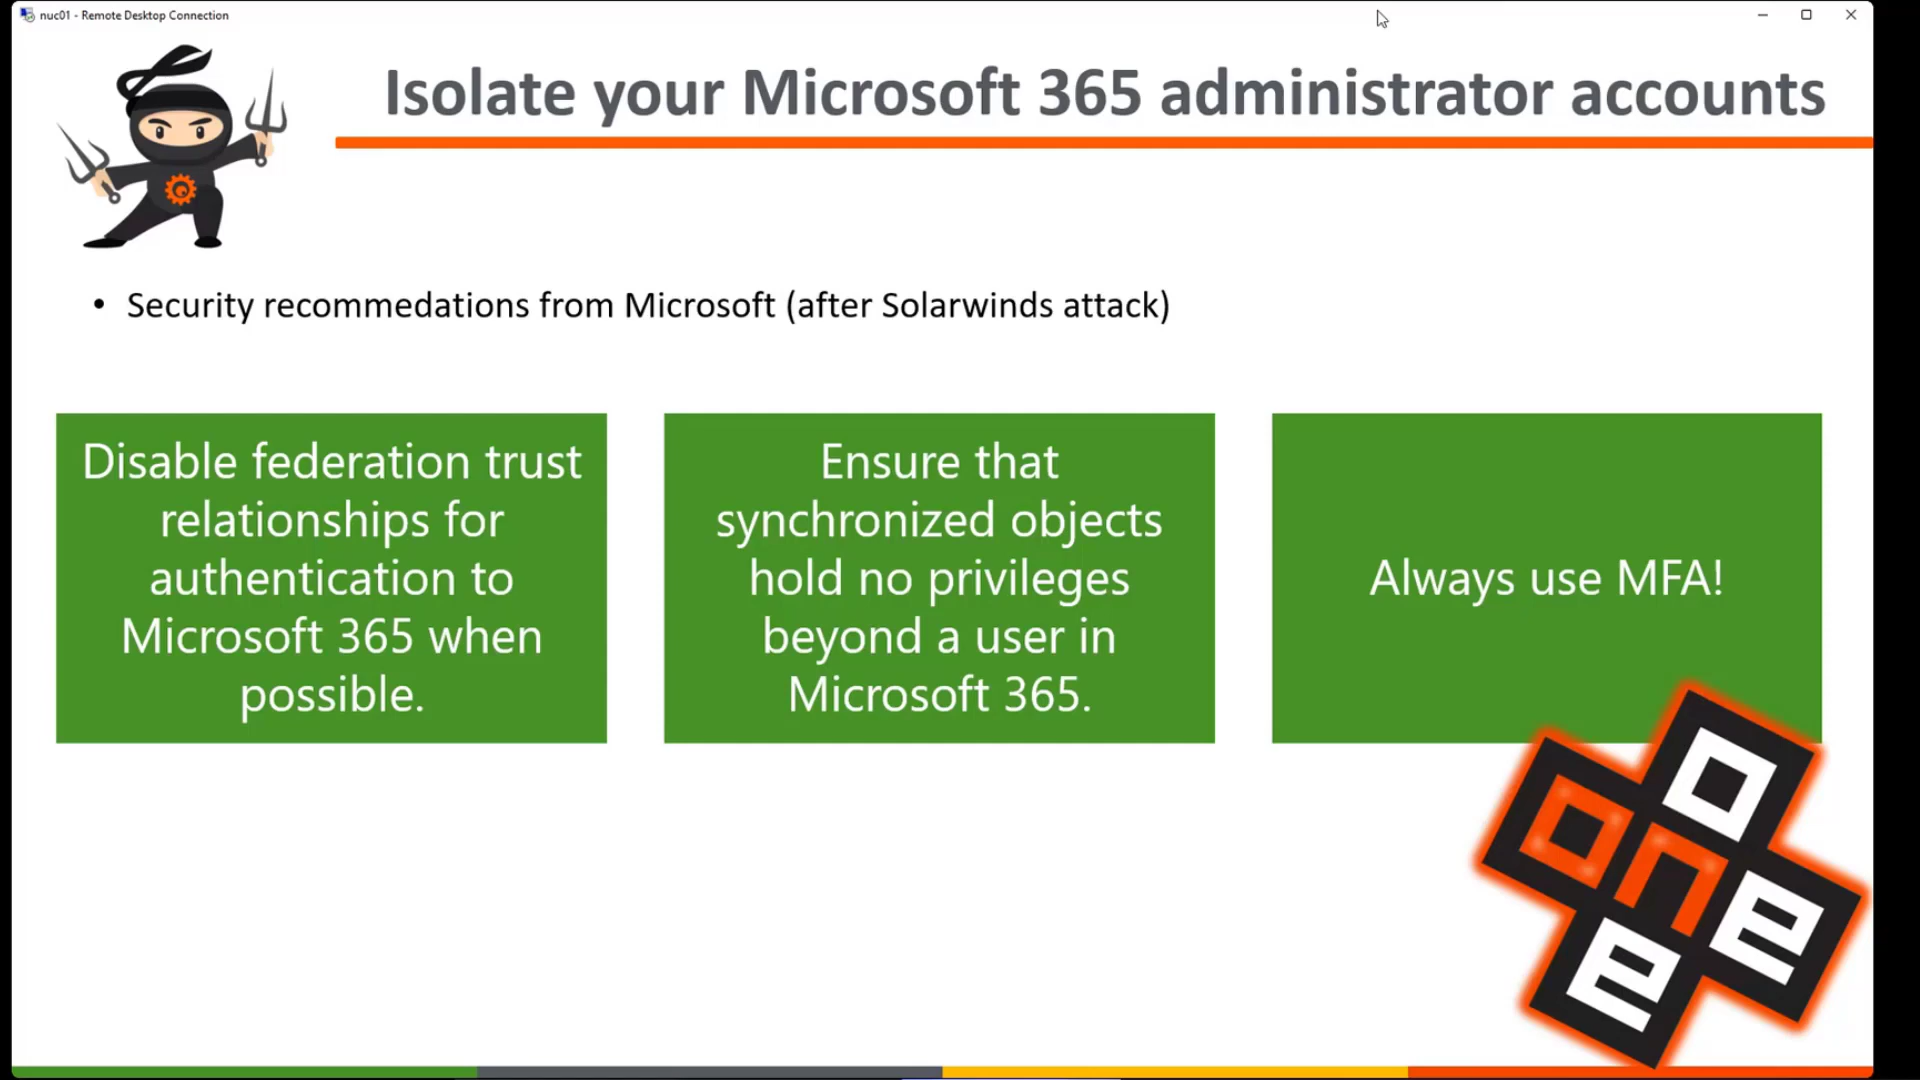 nuc01 - Remote Desktop Connection
Isolate your Microsoft 365 administrator accounts
• Security recommedations from Microsoft (after Solarwinds attack)
Disable federation trust
relationships for
authentication to
Microsoft 365 when
possible.
Ensure that
synchronized objects
hold no privileges
beyond a user in
Microsoft 365.
Always use MFA!
o
one
e